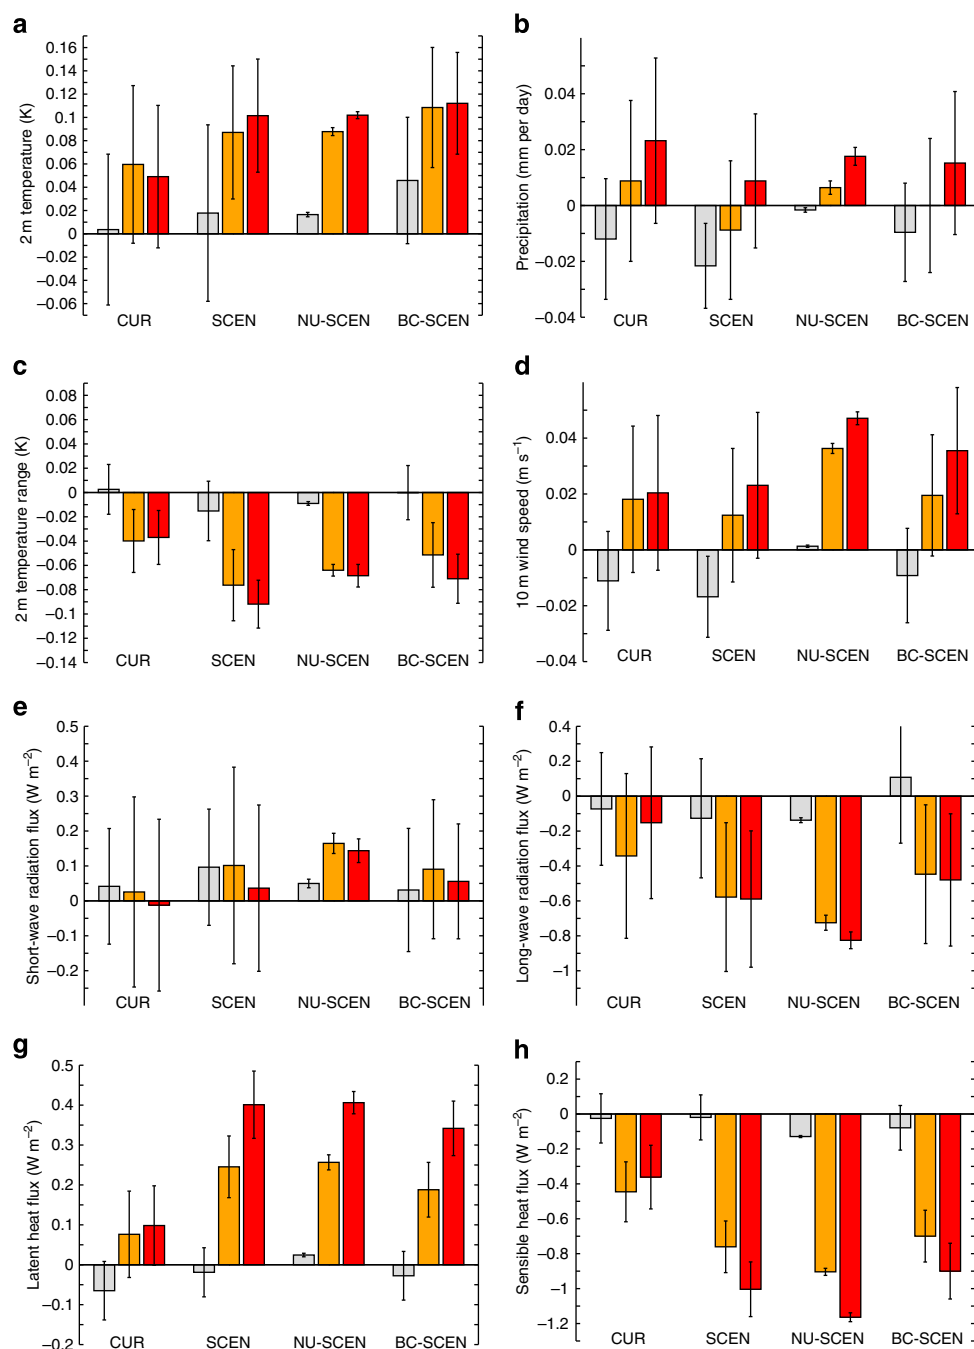 a
2 m temperature (K)
0.16
0.14
0.12
0.1
0.08
0.06
0.04
0.02
0
–0.02
–0.04
–0.06
CUR SCEN NU-SCEN BC-SCEN
b
Precipitation (mm per day)
0.04
0.02
0
–0.02
–0.04
CUR SCEN NU-SCEN BC-SCEN
c
2 m temperature range (K)
0.08
0.06
0.04
0.02
0
–0.02
–0.04
–0.06
–0.08
–0.1
–0.12
–0.14
CUR SCEN NU-SCEN BC-SCEN
d
10 m wind speed (m s–1)
0.04
0.02
0
–0.02
–0.04
CUR SCEN NU-SCEN BC-SCEN
e
Short-wave radiation flux (W m–2)
0.5
0.3
0.2
0.1
0
–0.1
–0.2
CUR SCEN NU-SCEN BC-SCEN
f
Long-wave radiation flux (W m–2)
0.4
0.2
0
–0.2
–0.4
–0.6
–0.8
–1
CUR SCEN NU-SCEN BC-SCEN
g
Latent heat flux (W m–2)
0.5
0.4
0.3
0.2
0.1
0
–0.1
–0.2
CUR SCEN NU-SCEN BC-SCEN
h
Sensible heat flux (W m–2)
0.2
0
–0.2
–0.4
–0.6
–0.8
–1
–1.2
CUR SCEN NU-SCEN BC-SCEN